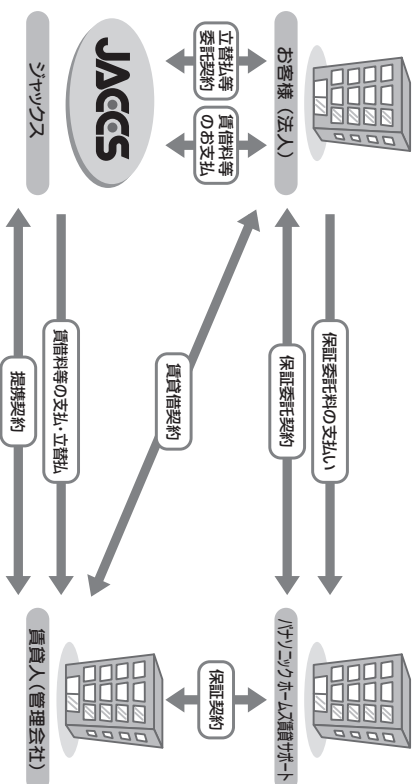 お客様（法人）
保証委託料の支払い
保証委託契約
パナソニック ホームズ賃貸サポート
立替払等
委託契約
賃借料等
のお支払
賃貸借契約
保証契約
JACCS
ジャックス
賃借料等の支払・立替払
提携契約
賃貸人（管理会社）